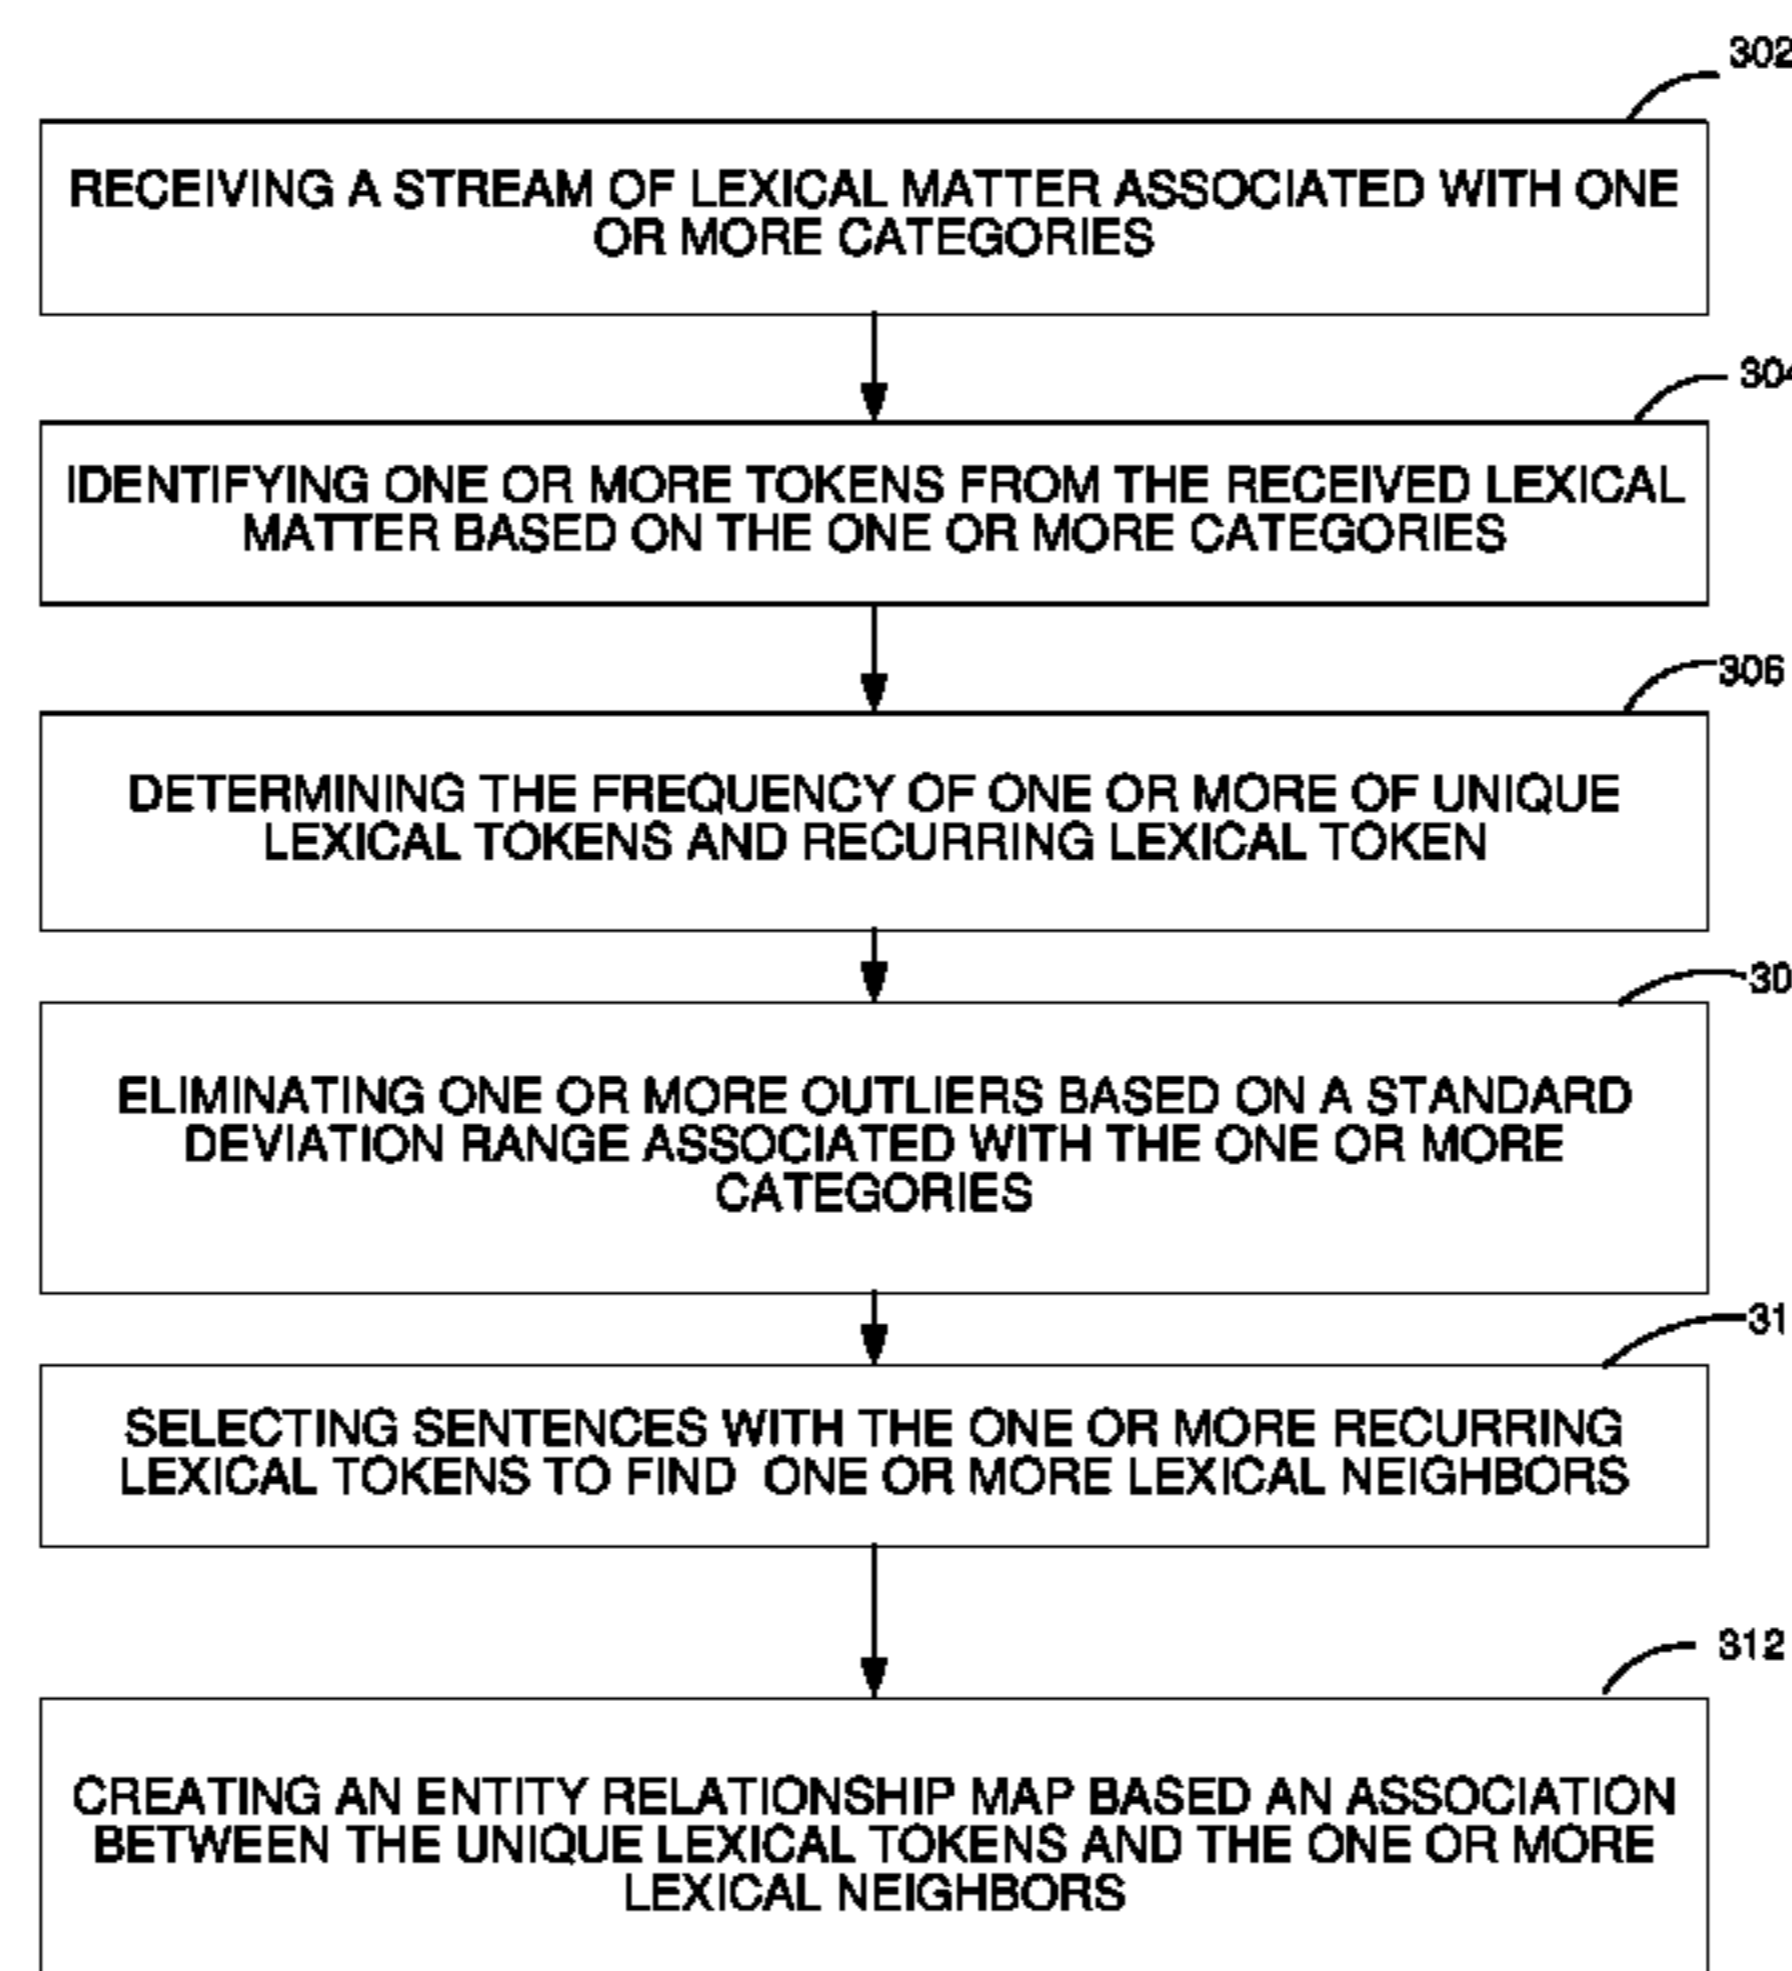 302
RECEIVING A STREAM OF LEXICAL MATTER ASSOCIATED WITH ONE
OR MORE CATEGORIES
304
IDENTIFYING ONE OR MORE TOKENS FROM THE RECEIVED LEXICAL
MATTER BASED ON THE ONE OR MORE CATEGORIES
306
DETERMINING THE FREQUENCY OF ONE OR MORE OF UNIQUE
LEXICAL TOKENS AND RECURRING LEXICAL TOKEN
30
ELIMINATING ONE OR MORE OUTLIERS BASED ON A STANDARD
DEVIATION RANGE ASSOCIATED WITH THE ONE OR MORE
CATEGORIES
31
SELECTING SENTENCES WITH THE ONE OR MORE RECURRING
LEXICAL TOKENS TO FIND ONE OR MORE LEXICAL NEIGHBORS
312
CREATING AN ENTITY RELATIONSHIP MAP BASED AN ASSOCIATION
BETWEEN THE UNIQUE LEXICAL TOKENS AND THE ONE OR MORE
LEXICAL NEIGHBORS